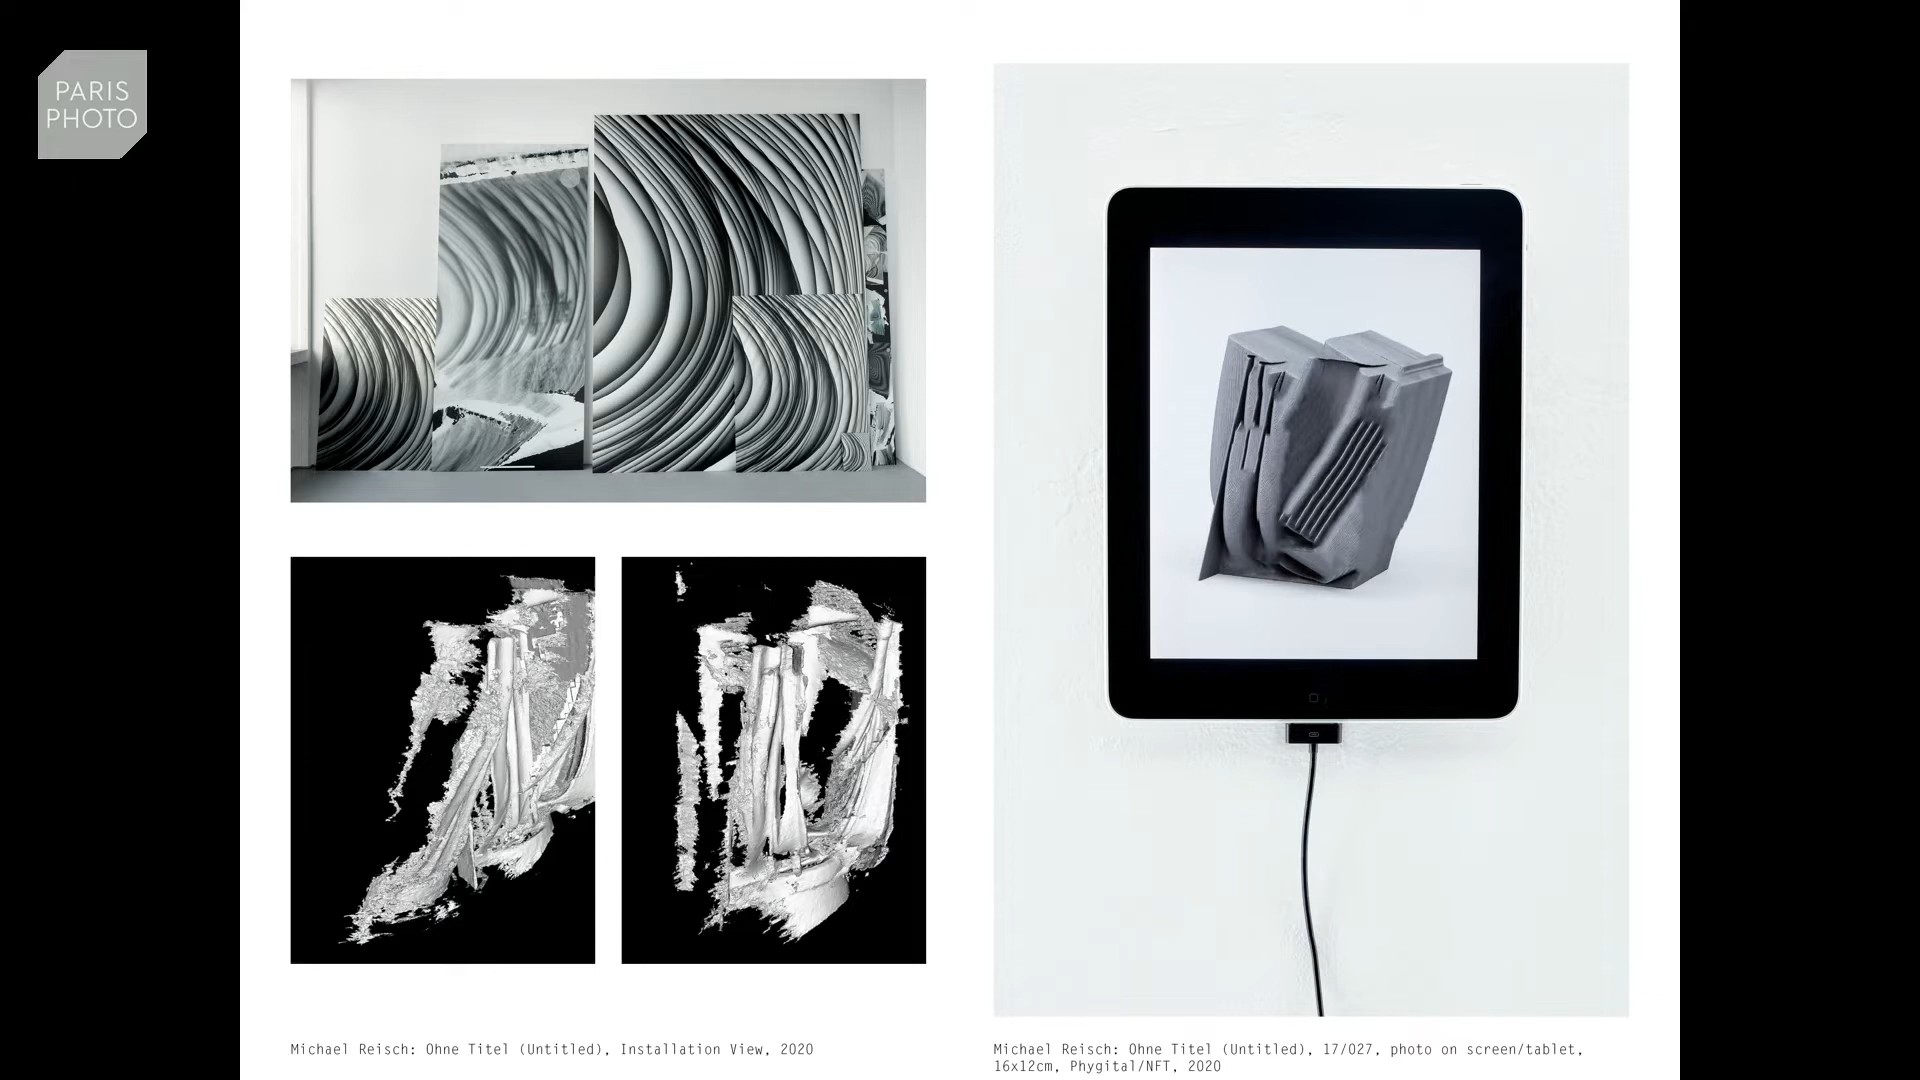 PARIS
PHOTO
Michael Reisch: Ohne Titel (Untitled), Installation View, 2020
Michael Reisch: Ohne Titel (Untitled), 17/027, photo on screen/tablet,
16x12cm, Phygital/NFT, 2020